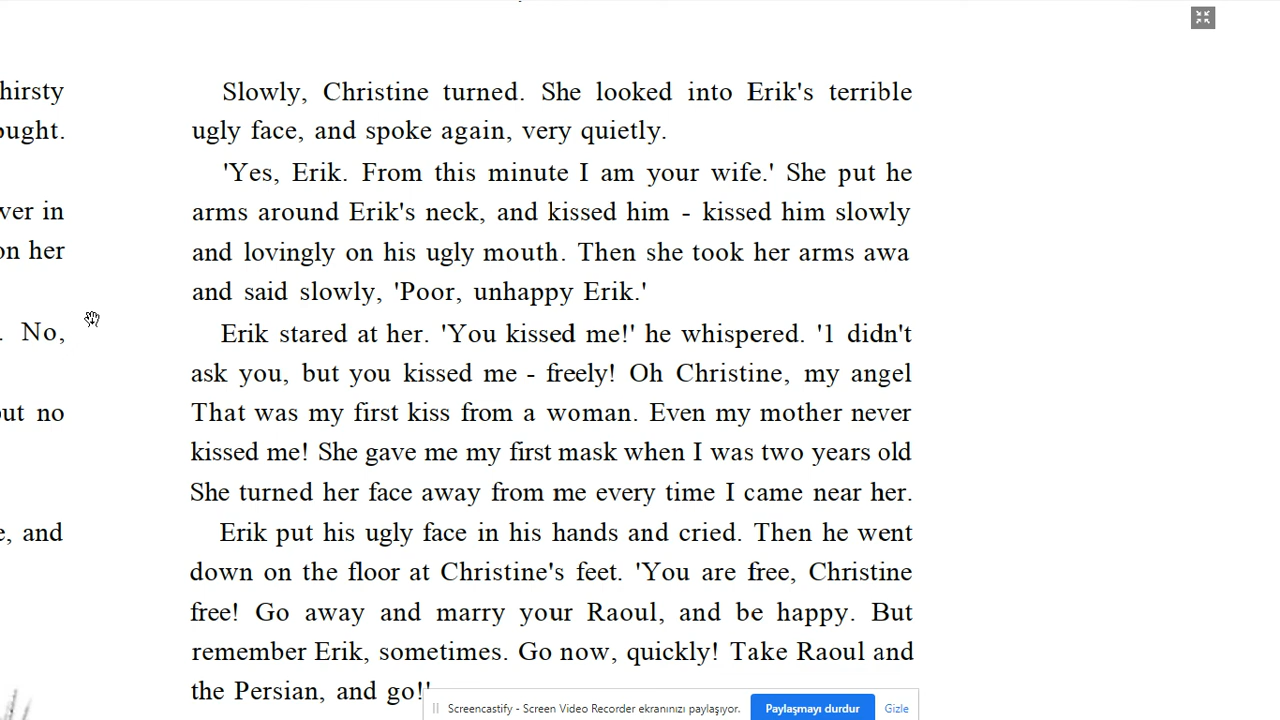 hirsty
ought.
ver in
on her
. No,
out no
e, and
Slowly, Christine turned. She looked into Erik's terrible
ugly face, and spoke again, very quietly.
'Yes, Erik. From this minute I am your wife.' She put he
arms around Erik's neck, and kissed him - kissed him slowly
and lovingly on his ugly mouth. Then she took her arms awa
and said slowly, 'Poor, unhappy Erik.'
Erik stared at her. 'You kissed me!' he whispered. '1 didn't
ask you, but you kissed me - freely! Oh Christine, my angel
That was my first kiss from a woman. Even my mother never
kissed me! She gave me my first mask when I was two years old
She turned her face away from me every time I came near her.
Erik put his ugly face in his hands and cried. Then he went
down on the floor at Christine's feet. 'You are free, Christine
free! Go away and marry your Raoul, and be happy. But
remember Erik, sometimes. Go now, quickly! Take Raoul and
the Persian, and go!'
Screencastify - Screen Video Recorder ekranınızı paylaşıyor.
Paylaşmayı durdur
Gizle